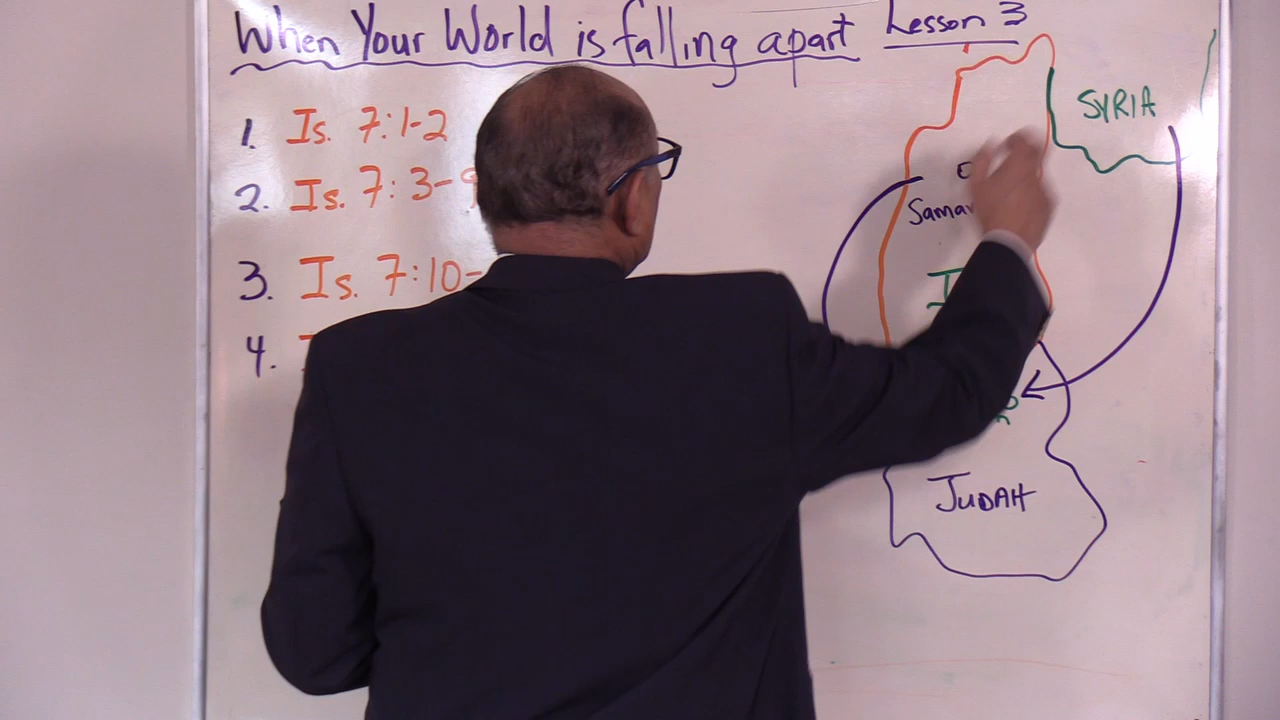 When Your World is falling apart Lesson 3
1. Is. 7:1-2
2. Is. 7:3-9
3. Is. 7:10-
4.
SYRIA
JUDAH